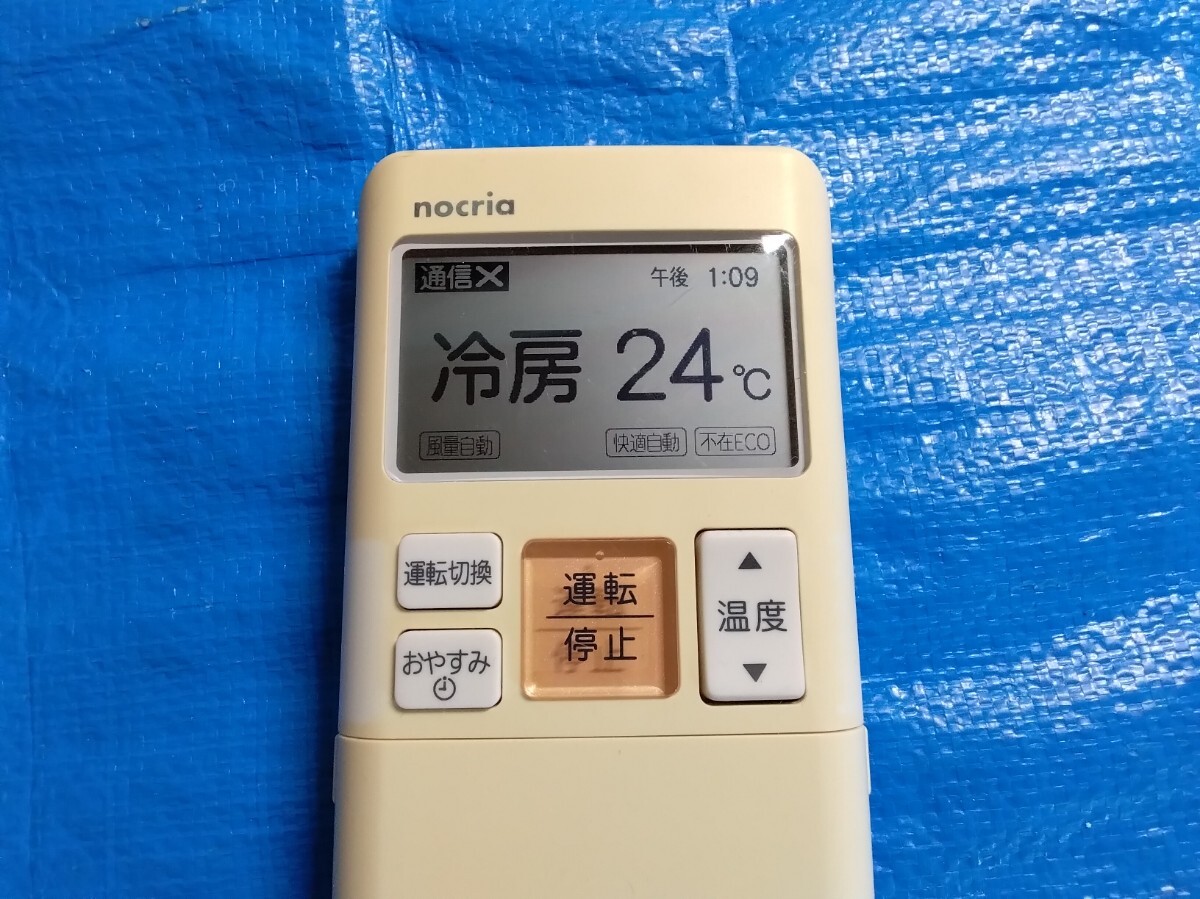 nocria
通信× 午後 1:09
冷房 24℃
風量自動 快適自動 不在ECO
運転切換
おやすみ
運転
停止
▲
温度
▼